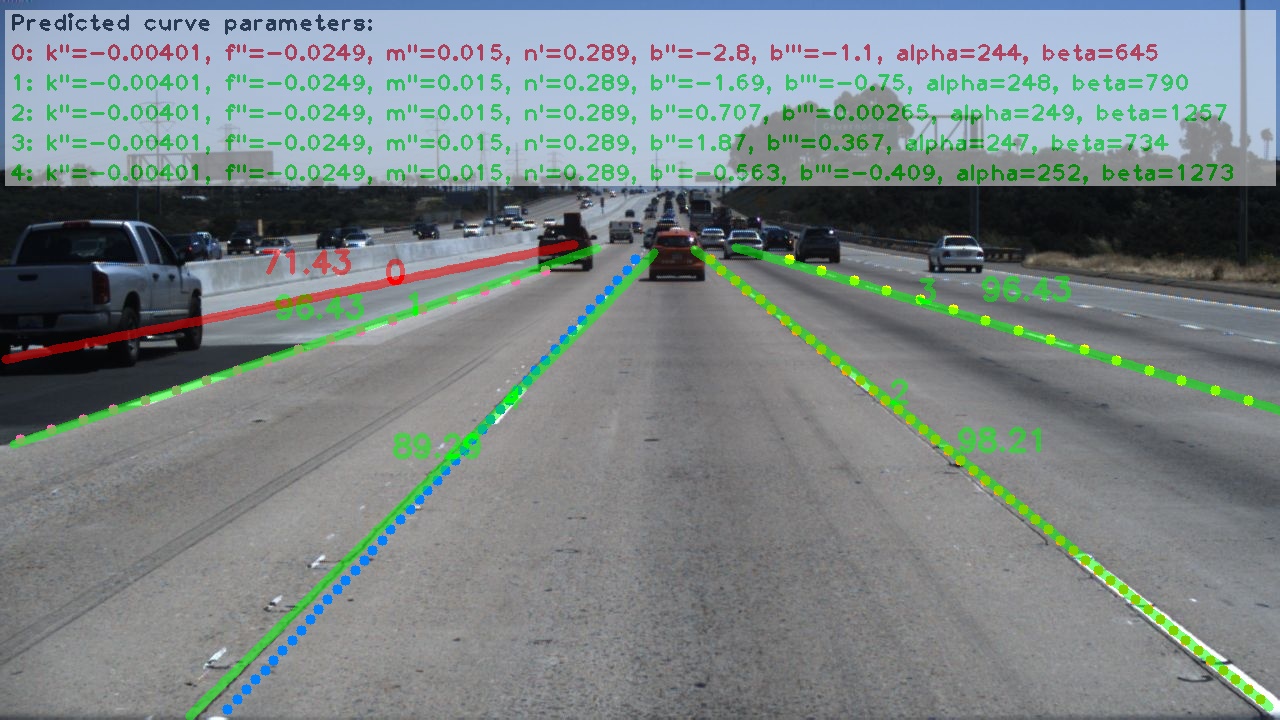 Predicted curve parameters:
0: k''=-0.00401, f''=-0.0249, m''=0.015, n'=0.289, b''=-2.8, b'''=-1.1, alpha=244, beta=645
1: k''=-0.00401, f''=-0.0249, m''=0.015, n'=0.289, b''=-1.69, b'''=-0.75, alpha=248, beta=790
2: k''=-0.00401, f''=-0.0249, m''=0.015, n'=0.289, b''=0.707, b'''=0.00265, alpha=249, beta=1257
3: k''=-0.00401, f''=-0.0249, m''=0.015, n'=0.289, b''=1.87, b'''=0.367, alpha=247, beta=734
4: k''=-0.00401, f''=-0.0249, m''=0.015, n'=0.289, b''=-0.563, b'''=-0.409, alpha=252, beta=1273
71.43 0
96.43 1
3 96.43
2
89.29
98.21